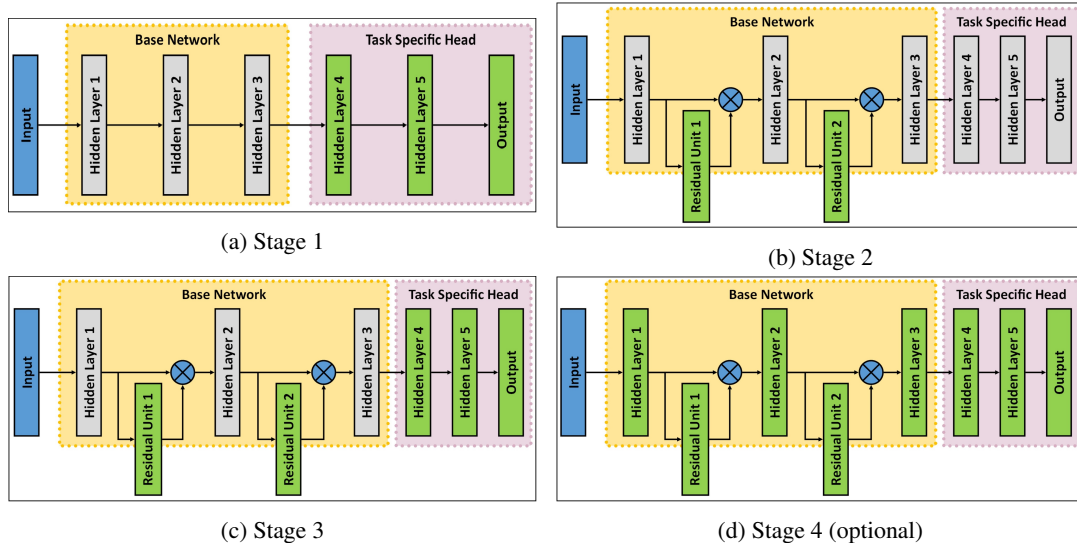 Base Network
Task Specific Head
Input
Hidden Layer 1
Hidden Layer 2
Hidden Layer 3
Hidden Layer 4
Hidden Layer 5
Output
(a) Stage 1
Base Network
Task Specific Head
Input
Hidden Layer 1
Residual Unit 1
Hidden Layer 2
Residual Unit 2
Hidden Layer 3
Hidden Layer 4
Hidden Layer 5
Output
(b) Stage 2
Base Network
Task Specific Head
Input
Hidden Layer 1
Residual Unit 1
Hidden Layer 2
Residual Unit 2
Hidden Layer 3
Hidden Layer 4
Hidden Layer 5
Output
(c) Stage 3
Base Network
Task Specific Head
Input
Hidden Layer 1
Residual Unit 1
Hidden Layer 2
Residual Unit 2
Hidden Layer 3
Hidden Layer 4
Hidden Layer 5
Output
(d) Stage 4 (optional)